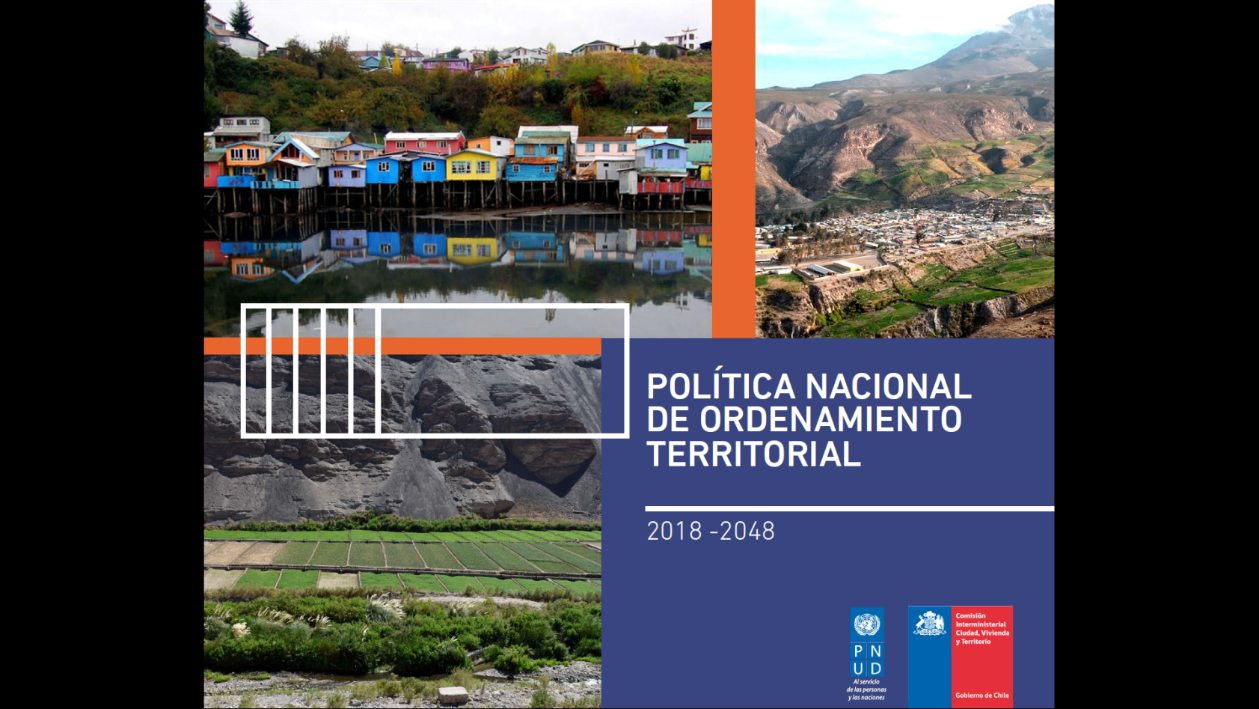 POLÍTICA NACIONAL
DE ORDENAMIENTO
TERRITORIAL
2018 -2048
P N
U D
Al servicio
de las personas
y las naciones
Comisión
Interministerial
Ciudad, Vivienda
y Territorio
Gobierno de Chile